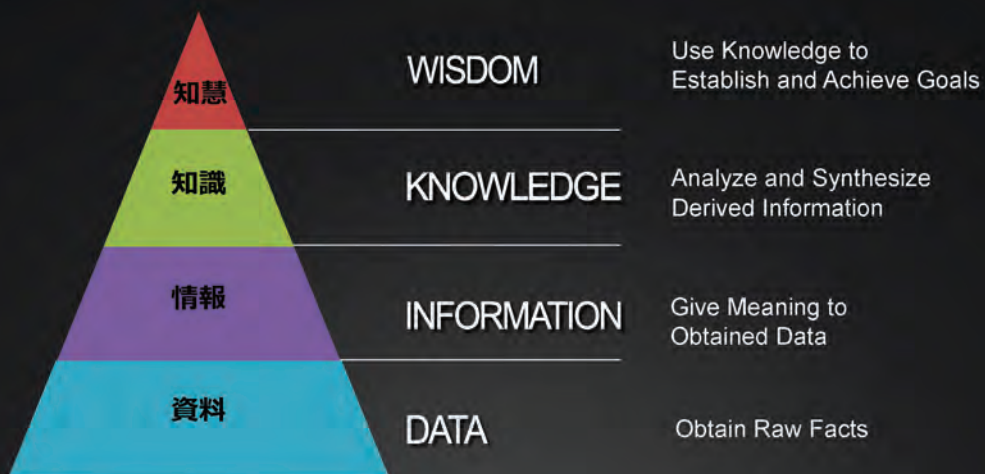 知慧
WISDOM
Use Knowledge to
Establish and Achieve Goals
知識
KNOWLEDGE
Analyze and Synthesize
Derived Information
情報
INFORMATION
Give Meaning to
Obtained Data
資料
DATA
Obtain Raw Facts